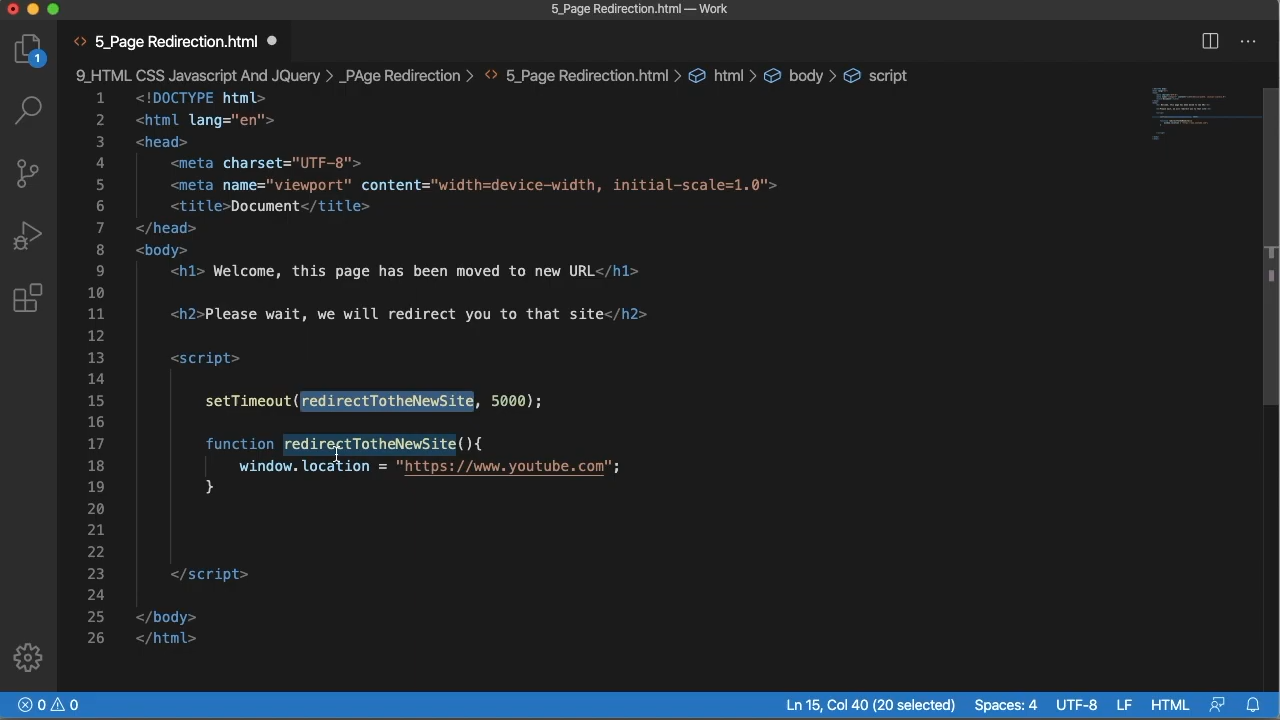 5_Page Redirection.html — Work
<> 5_Page Redirection.html ●
9_HTML CSS Javascript And JQuery > _PAge Redirection > <> 5_Page Redirection.html > html > body > script
1 <!DOCTYPE html>
2 <html lang="en">
3 <head>
4 <meta charset="UTF-8">
5 <meta name="viewport" content="width=device-width, initial-scale=1.0">
6 <title>Document</title>
7 </head>
8 <body>
9 <h1> Welcome, this page has been moved to new URL</h1>
10
11 <h2>Please wait, we will redirect you to that site</h2>
12
13 <script>
14
15 setTimeout(redirectTotheNewSite, 5000);
16
17 function redirectTotheNewSite(){
18 window.location = "https://www.youtube.com";
19 }
20
21
22
23 </script>
24
25 </body>
26 </html>
1
0 0 Ln 15, Col 40 (20 selected) Spaces: 4 UTF-8 LF HTML